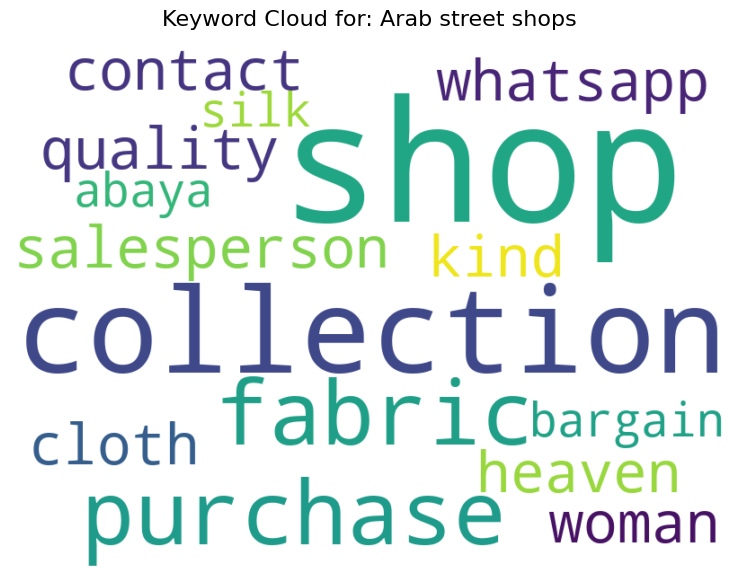 Keyword Cloud for: Arab street shops
contact
whatsapp
silk
shop
quality
abaya
salesperson
kind
collection
fabric
bargain
cloth
heaven
purchase
woman